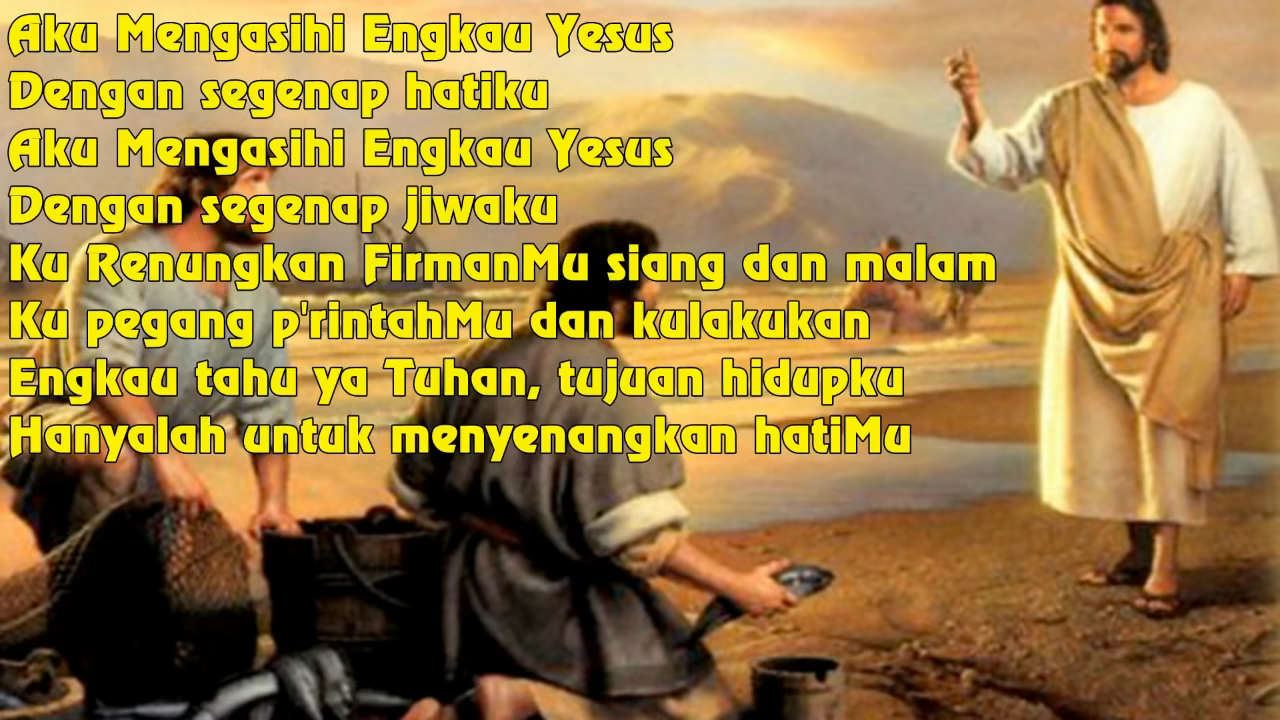 Aku Mengasihi Engkau Yesus
Dengan segenap hatiku
Aku Mengasihi Engkau Yesus
Dengan segenap jiwaku
Ku Renungkan FirmanMu siang dan malam
Ku pegang p'rintahMu dan kulakukan
Engkau tahu ya Tuhan, tujuan hidupku
Hanyalah untuk menyenangkan hatiMu